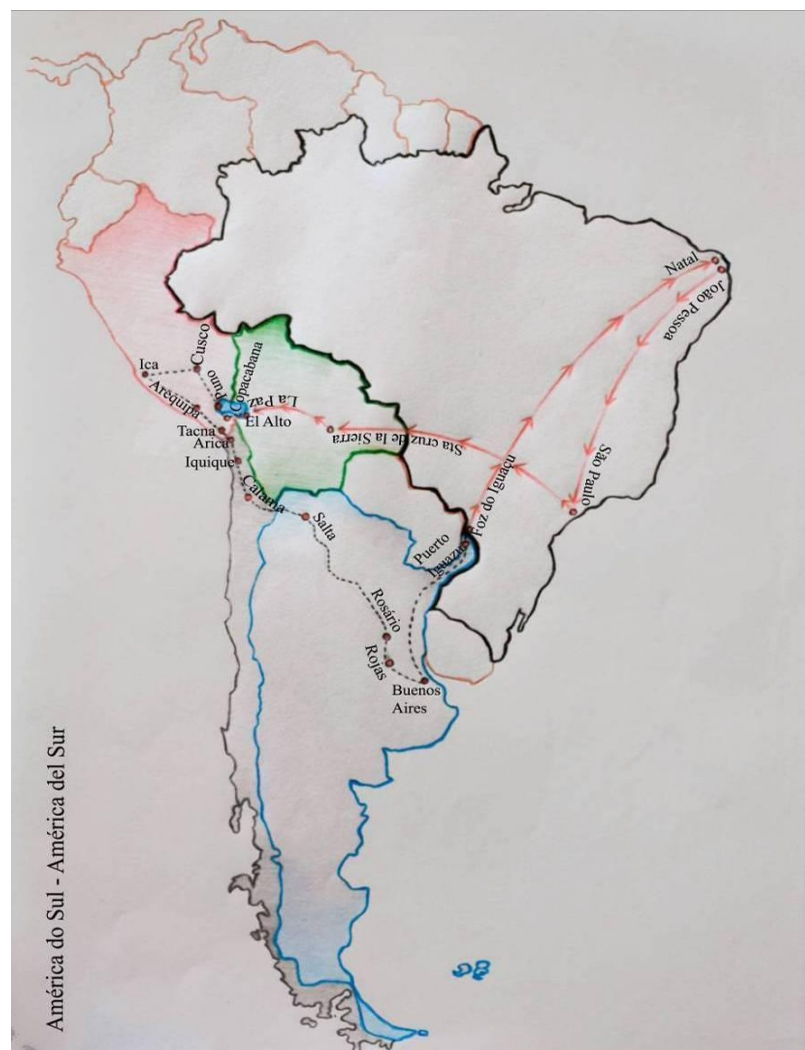 Natal
João Pessoa
Cusco
Copacabana
Ica
Puno
Arequipa
La Paz
El Alto
Tacna
Arica
Sta cruz de la Sierra
Iquique
São Paulo
Foz do Iguaçu
Calama
Salta
Puerto
Iguazu
Rosário
Rojas
Buenos
Aires
América do Sul - América del Sur